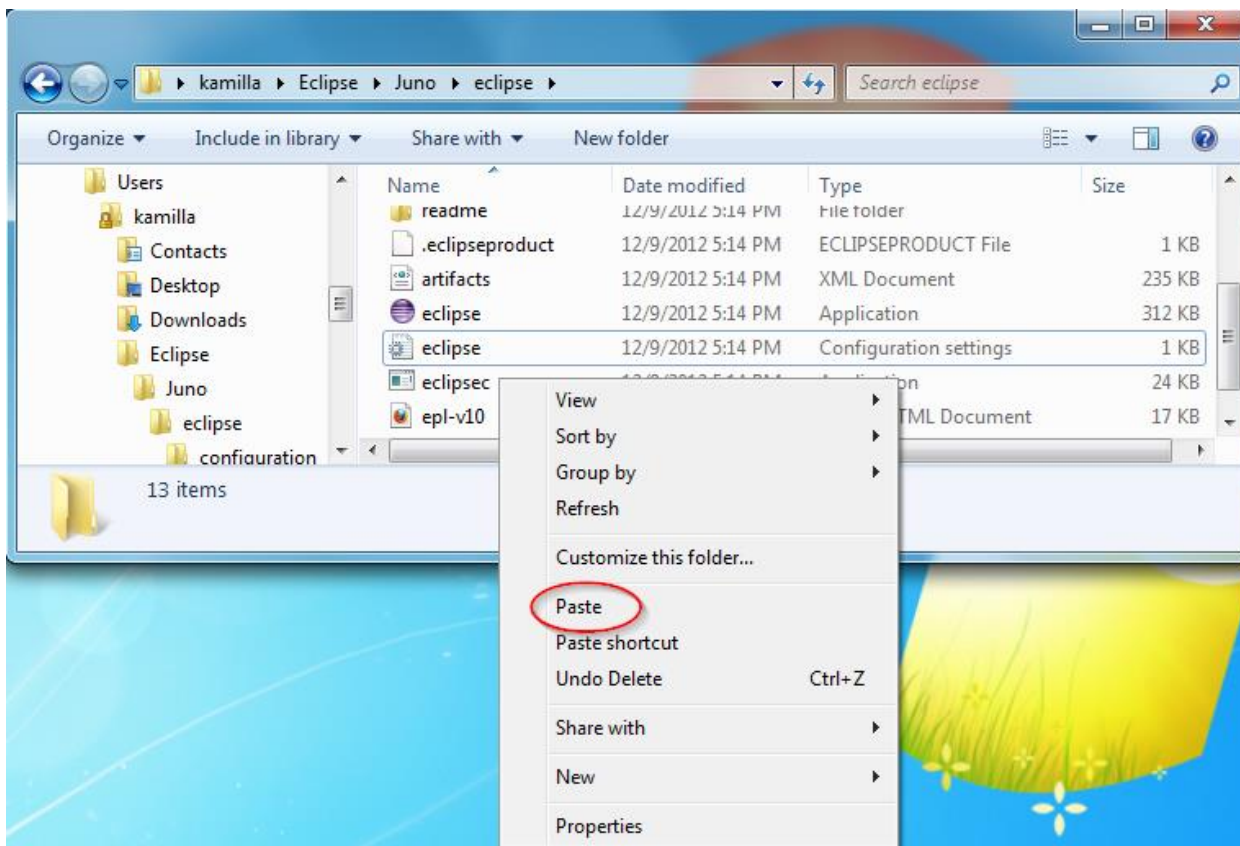 kamilla Eclipse Juno eclipse Search eclipse
Organize Include in library Share with New folder
Users
kamilla
Contacts
Desktop
Downloads
Eclipse
Juno
eclipse
configuration
Name Date modified Type Size
readme 12/9/2012 5:14 PM File folder
.eclipseproduct 12/9/2012 5:14 PM ECLIPSEPRODUCT File 1 KB
artifacts 12/9/2012 5:14 PM XML Document 235 KB
eclipse 12/9/2012 5:14 PM Application 312 KB
eclipse 12/9/2012 5:14 PM Configuration settings 1 KB
eclipsec 24 KB
epl-v10 Document 17 KB
13 items
View
Sort by
Group by
Refresh
Customize this folder...
Paste
Paste shortcut
Undo Delete Ctrl+Z
Share with
New
Properties